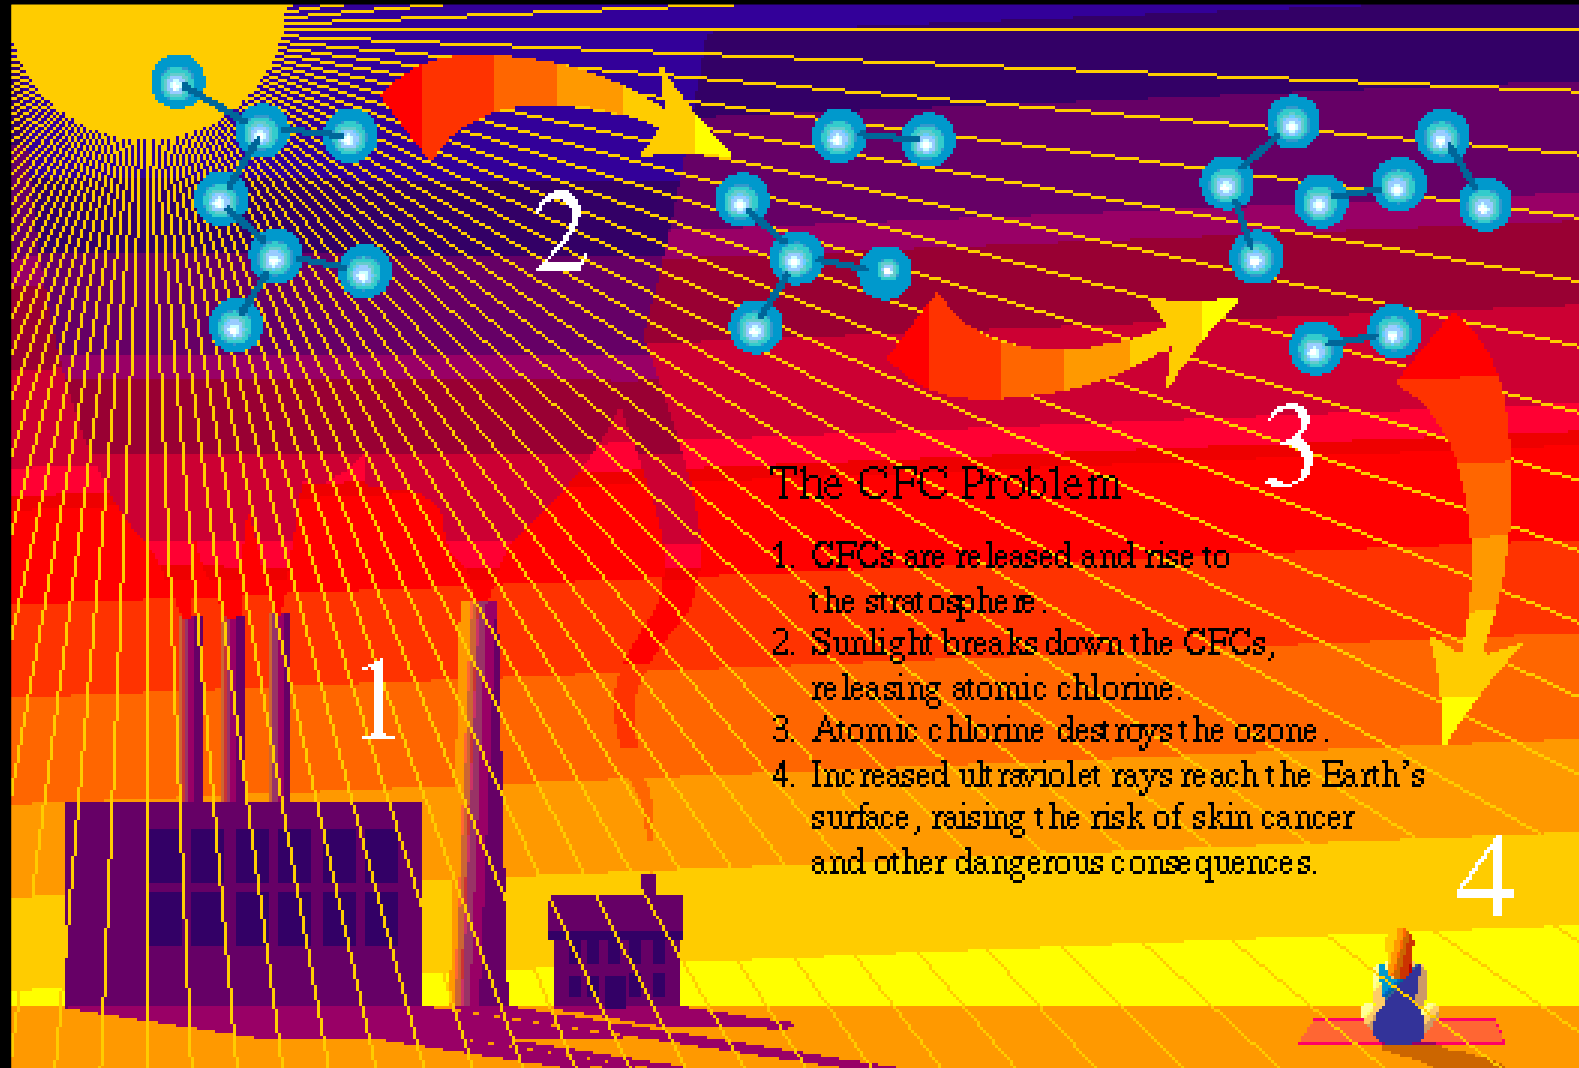 2
3
The CFC Problem
1. CFCs are released and rise to
the stratosphere.
2. Sunlight breaks down the CFCs,
releasing atomic chlorine.
1
3. Atomic chlorine destroys the ozone.
4. Increased ultraviolet rays reach the Earth's
surface, raising the risk of skin cancer
and other dangerous consequences.
4